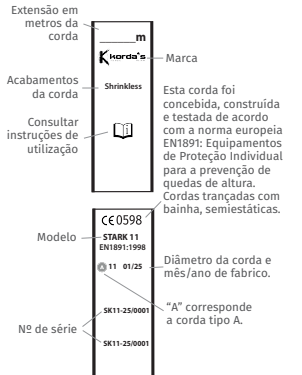 Extensão em
metros da
corda
______m
korda's
Marca
Acabamentos
da corda
Shrinkless
Consultar
instruções de
utilização
Esta corda foi
concebida, construída
e testada de acordo
com a norma europeia
EN1891: Equipamentos
de Proteção Individual
para a prevenção de
quedas de altura.
Cordas trançadas com
bainha, semiestáticas.
CE0598
Modelo
STARK 11
EN1891:1998
A 11 01/25
Diâmetro da corda e
mês/ano de fabrico.
"A" corresponde
a corda tipo A.
Nº de série
SK11-25/0001
SK11-25/0001